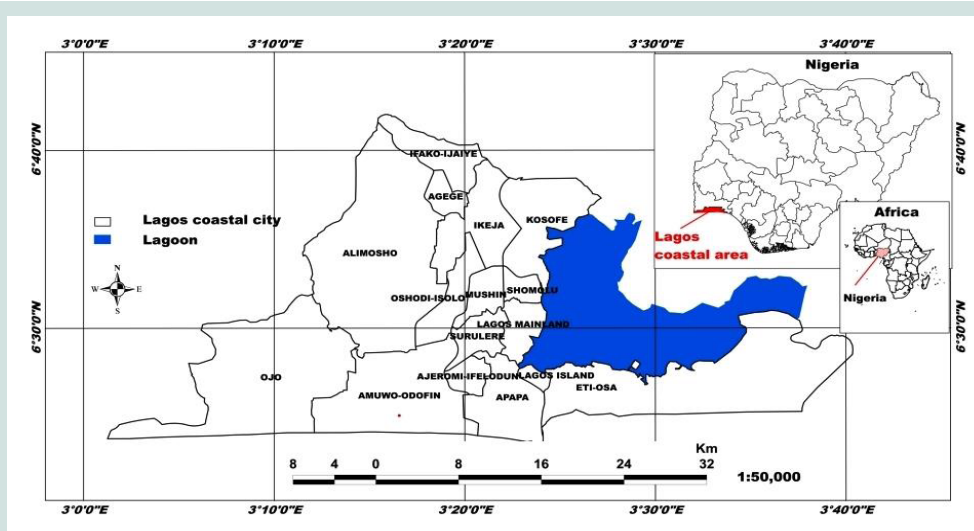 3°0'0"E 3°10'0"E 3°20'0"E 3°30'0"E 3°40'0"E
Nigeria
6°40'0"N
6°40'0"N
IFAKO-IJAIYE
AGEGE
IKEJA
KOSOFE
Lagos coastal city
Lagoon
Lagos
coastal area
Africa
ALIMOSHO
N
W E
S
OSHODI-ISOLO
MUSHIN
SHOMOLU
Nigeria
6°30'0"N
6°30'0"N
LAGOS MAINLAND
SURULERE
OJO
AJEROMI-IFELODUN
LAGOS ISLAND
ETI-OSA
AMUWO-ODOFIN
APAPA
Km
8 4 0 8 16 24 32
1:50,000
3°0'0"E 3°10'0"E 3°20'0"E 3°30'0"E 3°40'0"E